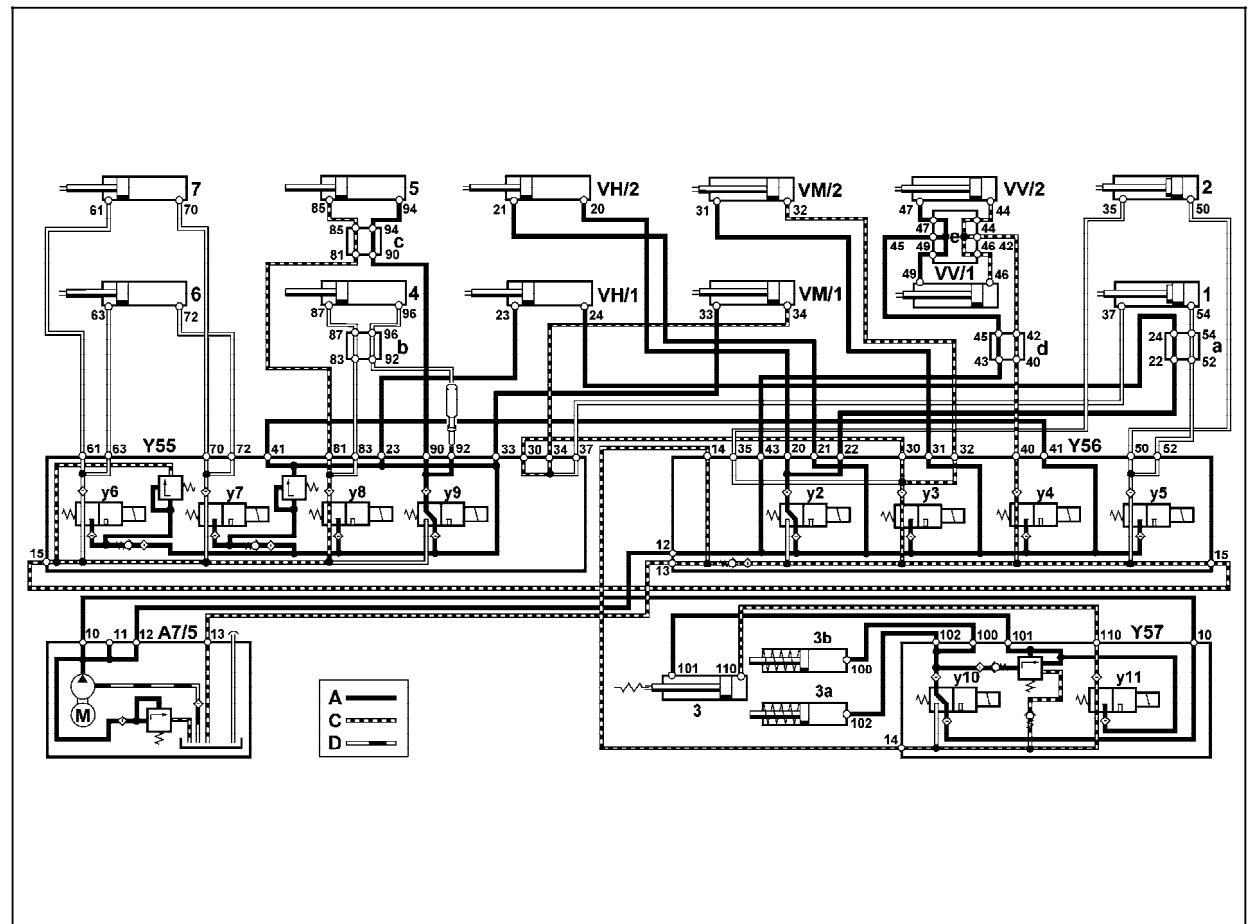 7 5 VH/2 VM/2 VV/2 2
61 70 85 94 21 20 31 32 47 44 35 50
85 94 47 44
c e
81 90 45 49 46 42
VV/1
49 46
6 4 VH/1 VM/1 1
63 72 87 96 23 24 33 34 37 54
87 96 45 42 24 54
b d a
83 92 43 40 22 52
61 63 Y55 70 72 41 81 83 23 90 92 33 30 34 37 14 35 43 20 21 22 30 31 32 40 41 Y56 50 52
y6 y7 y8 y9 y2 y3 y4 y5
15 12 13 15
10 11 12 A7/5 13 102 100 101 110 Y57 10
3b
101 110 100
y10 y11
M
3 3a
102
14
A
C
D